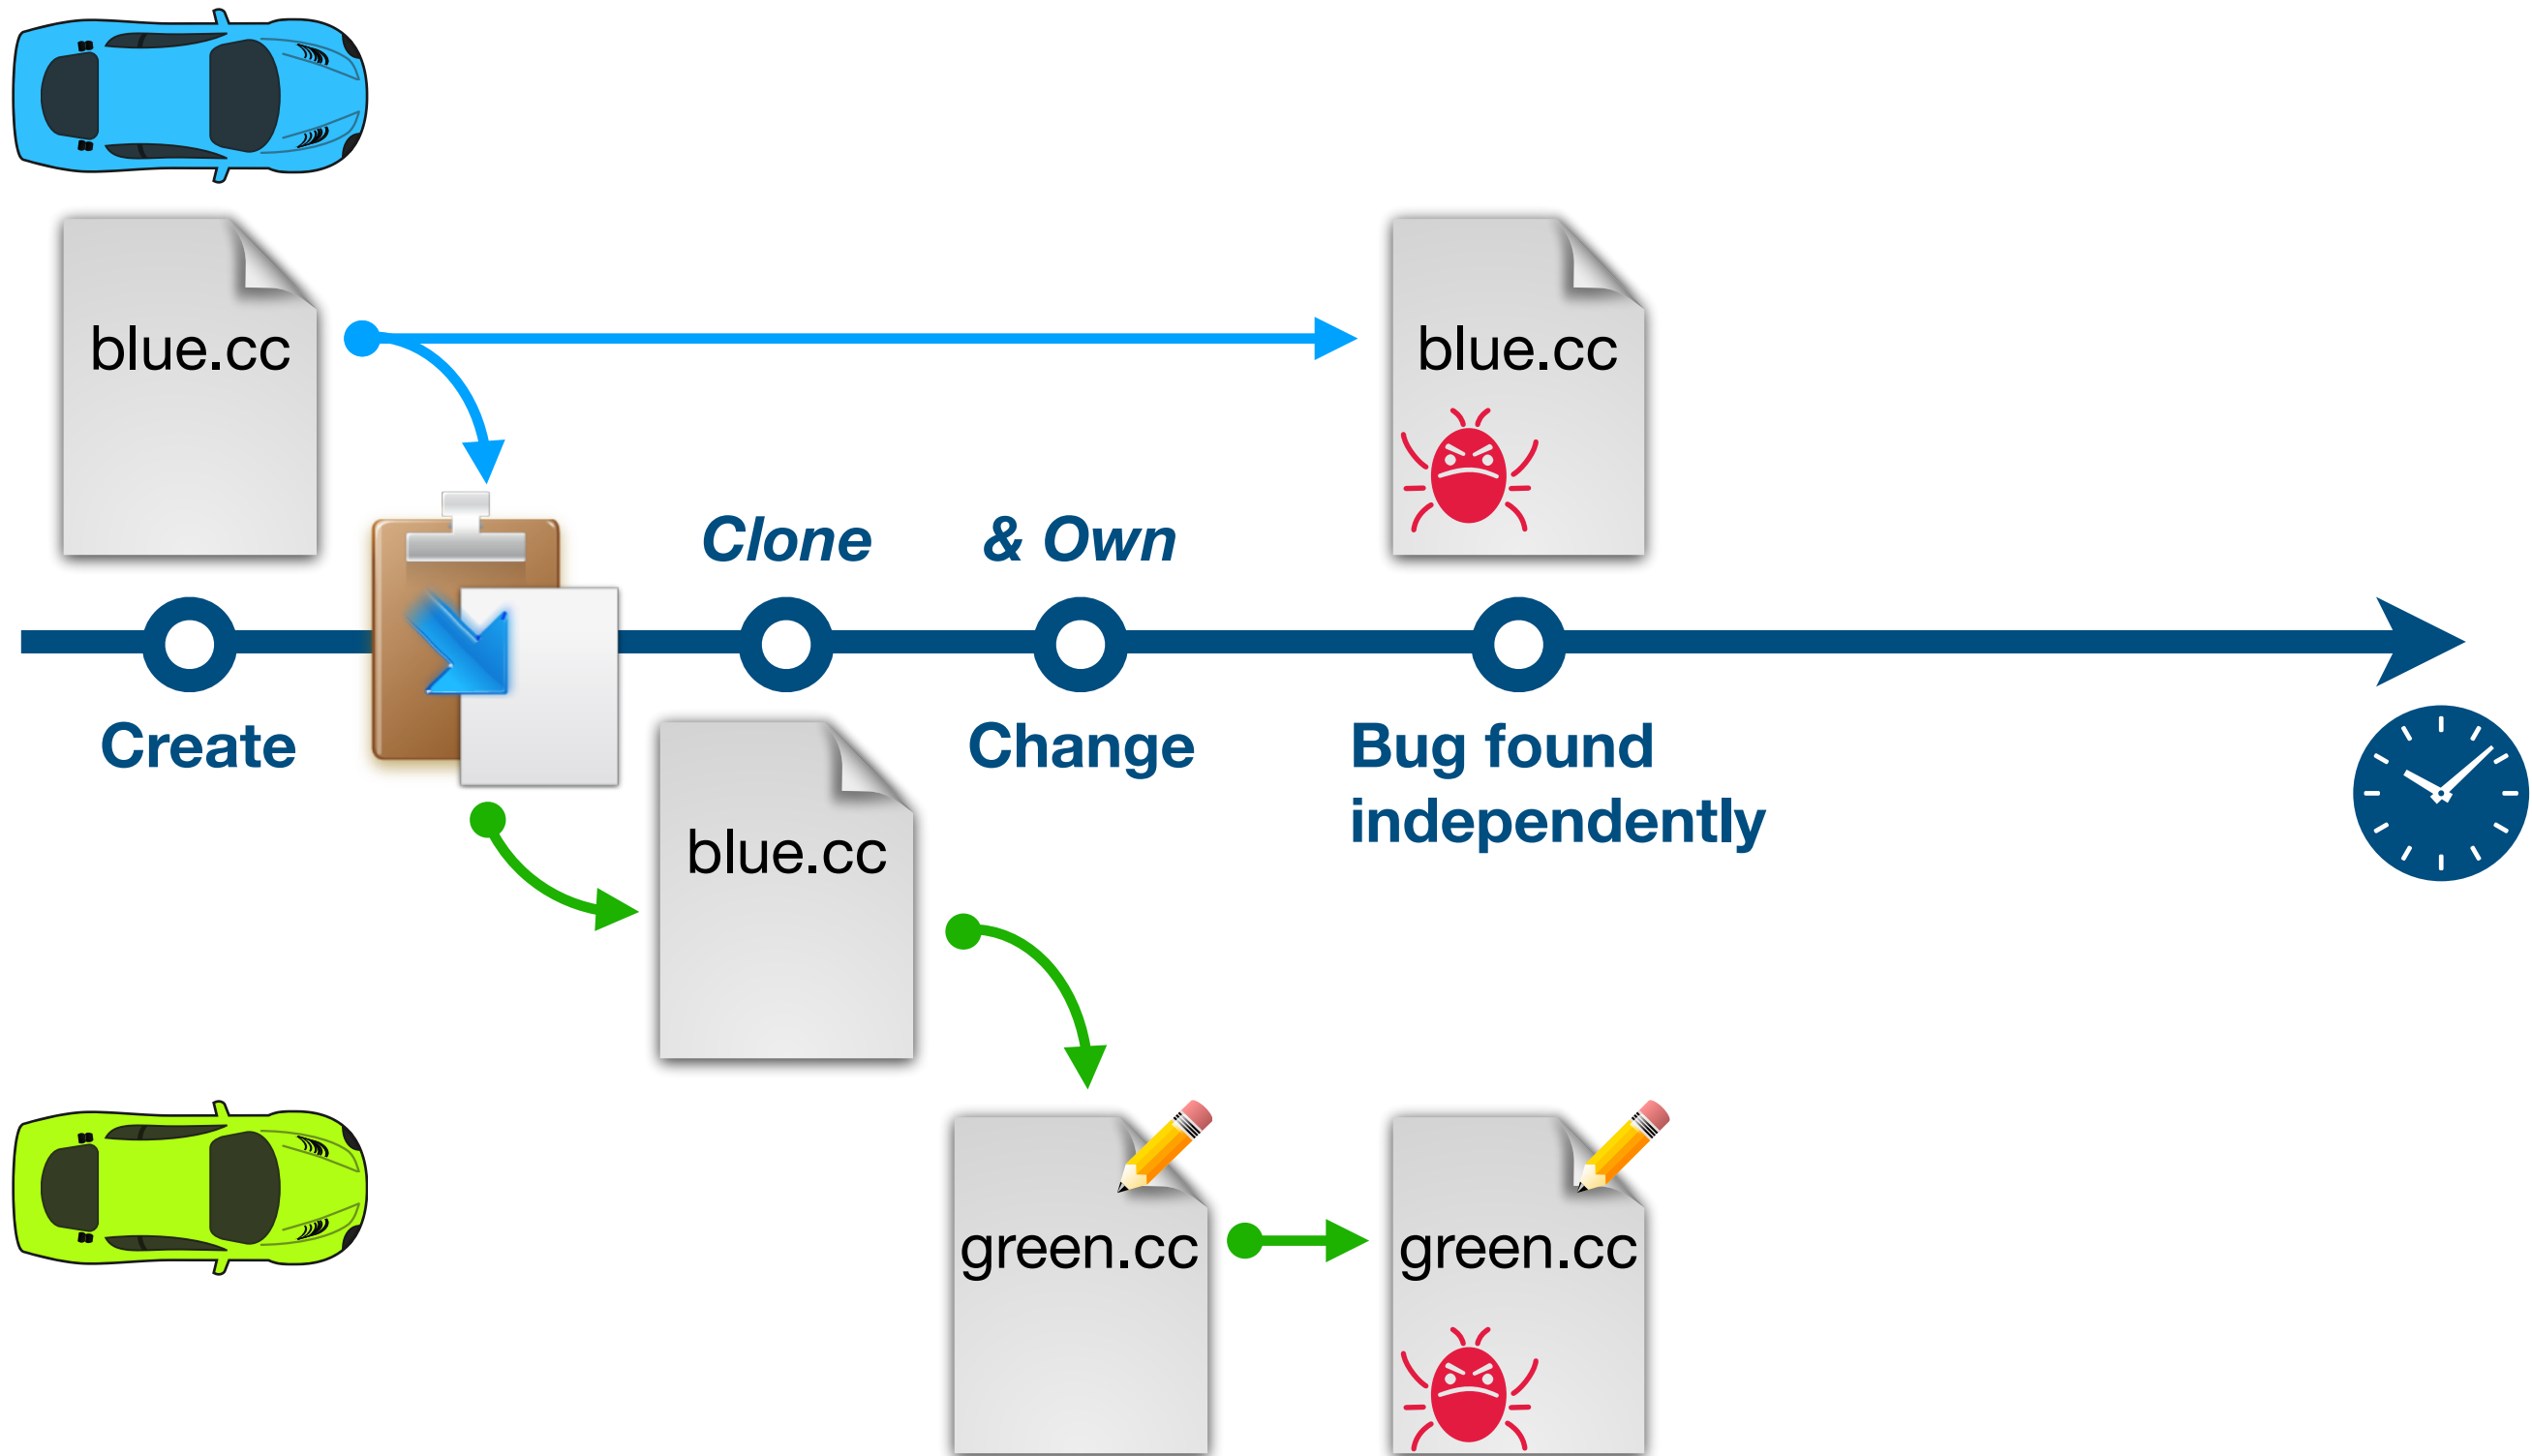 blue.cc
blue.cc
Clone
& Own
Create
Change
Bug found
independently
blue.cc
green.cc
green.cc